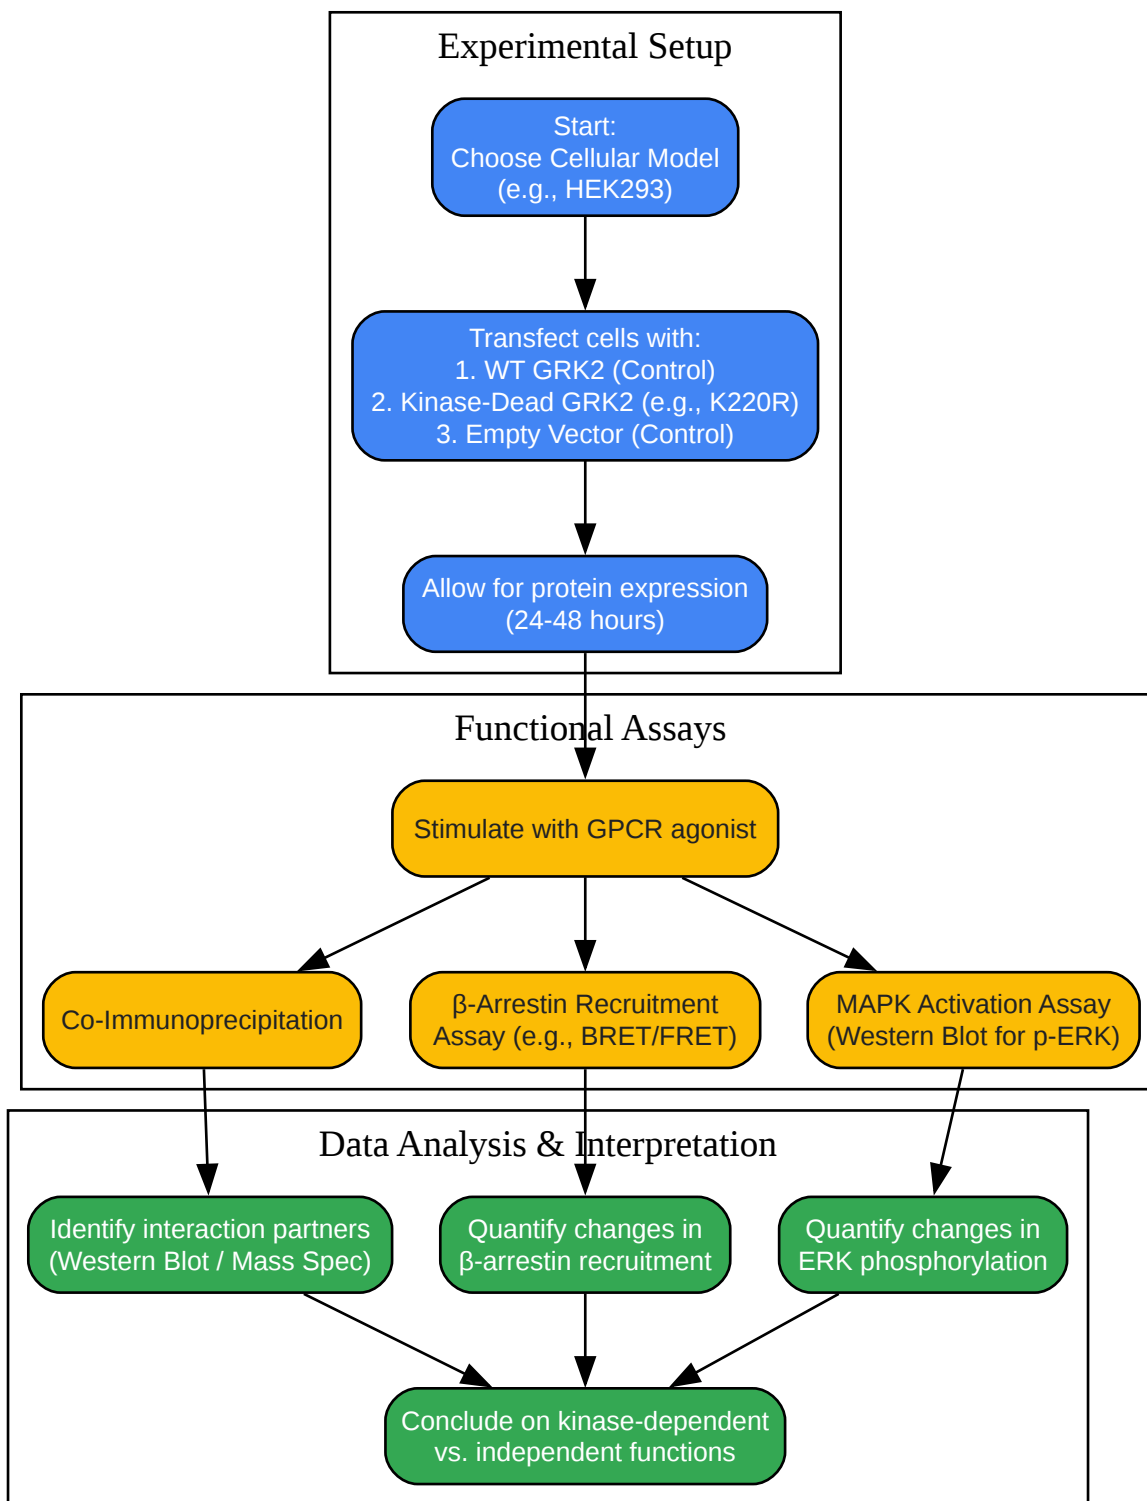 Experimental Setup
Start:
Choose Cellular Model
(e.g., HEK293)
Transfect cells with:
1. WT GRK2 (Control)
2. Kinase-Dead GRK2 (e.g., K220R)
3. Empty Vector (Control)
Allow for protein expression
(24-48 hours)
Functional Assays
Stimulate with GPCR agonist
Co-Immunoprecipitation
β-Arrestin Recruitment
Assay (e.g., BRET/FRET)
MAPK Activation Assay
(Western Blot for p-ERK)
Data Analysis & Interpretation
Identify interaction partners
(Western Blot / Mass Spec)
Quantify changes in
β-arrestin recruitment
Quantify changes in
ERK phosphorylation
Conclude on kinase-dependent
vs. independent functions